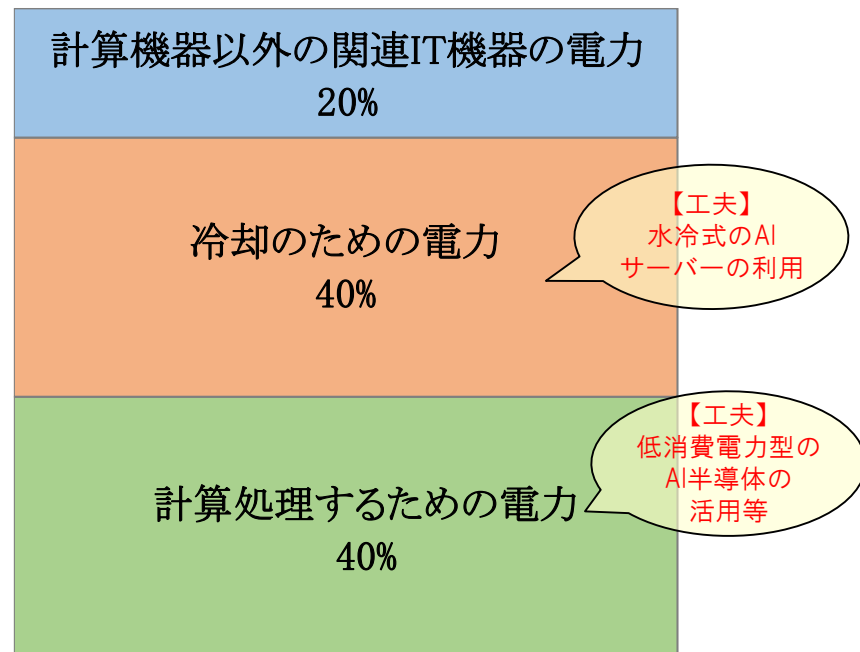 計算機器以外の関連IT機器の電力
20%
冷却のための電力
40%
【工夫】
水冷式のAI
サーバーの利用
計算処理するための電力
40%
【工夫】
低消費電力型の
AI半導体の
活用等